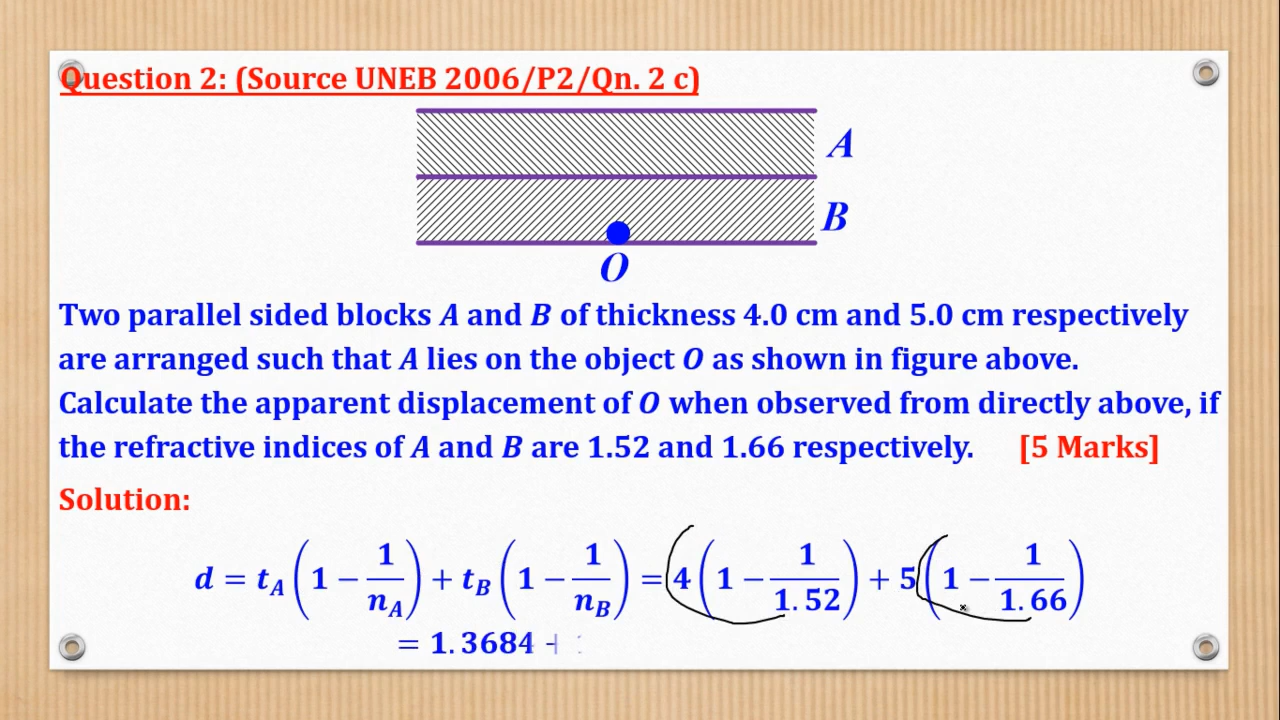 Question 2: (Source UNEB 2006/P2/Qn. 2 c)
A
B
O
Two parallel sided blocks A and B of thickness 4.0 cm and 5.0 cm respectively
are arranged such that A lies on the object O as shown in figure above.
Calculate the apparent displacement of O when observed from directly above, if
the refractive indices of A and B are 1.52 and 1.66 respectively. [5 Marks]
Solution:
d = t_A (1 − 1/n_A) + t_B (1 − 1/n_B) = 4 (1 − 1/1.52) + 5 (1 − 1/1.66)
= 1.3684 +